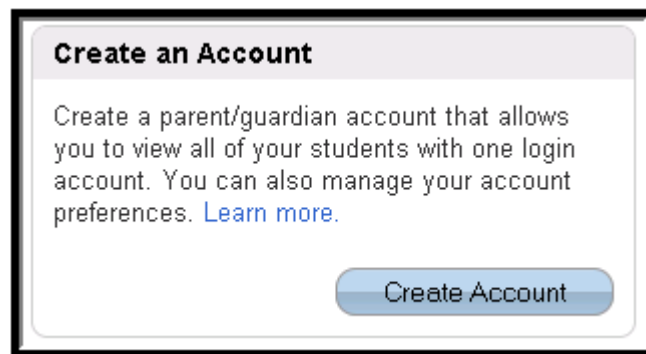 Create an Account
Create a parent/guardian account that allows
you to view all of your students with one login
account. You can also manage your account
preferences. Learn more.
Create Account